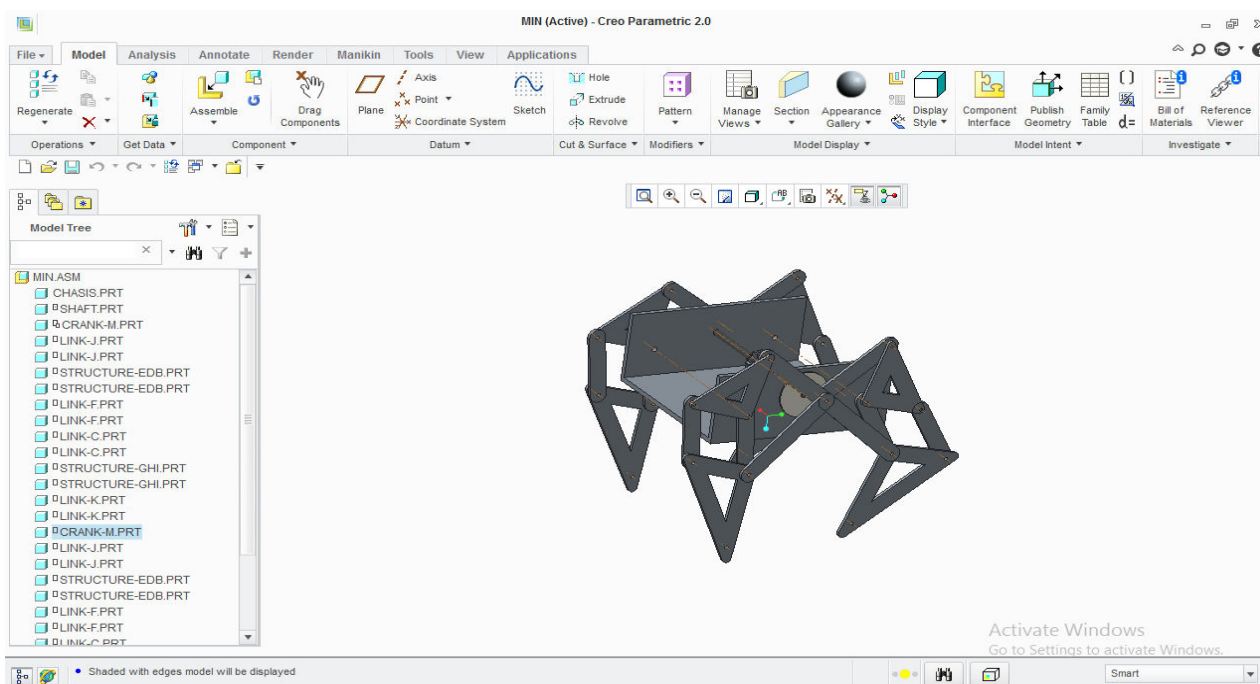 MIN (Active) - Creo Parametric 2.0
File Model Analysis Annotate Render Manikin Tools View Applications
Regenerate
Assemble
Drag Components
Plane
Axis
Point
Coordinate System
Sketch
Hole
Extrude
Revolve
Pattern
Manage Views
Section
Appearance Gallery
Display Style
Component Interface
Publish Geometry
Family Table
d=
Bill of Materials
Reference Viewer
Operations Get Data Component Datum Cut & Surface Modifiers Model Display Model Intent Investigate
Model Tree
MIN.ASM
CHASIS.PRT
SHAFT.PRT
CRANK-M.PRT
LINK-J.PRT
LINK-J.PRT
STRUCTURE-EDB.PRT
STRUCTURE-EDB.PRT
LINK-F.PRT
LINK-F.PRT
LINK-C.PRT
LINK-C.PRT
STRUCTURE-GHI.PRT
STRUCTURE-GHI.PRT
LINK-K.PRT
LINK-K.PRT
CRANK-M.PRT
LINK-J.PRT
LINK-J.PRT
STRUCTURE-EDB.PRT
STRUCTURE-EDB.PRT
LINK-F.PRT
LINK-F.PRT
LINK-C.PRT
Activate Windows
Go to Settings to activate Windows.
Shaded with edges model will be displayed
Smart